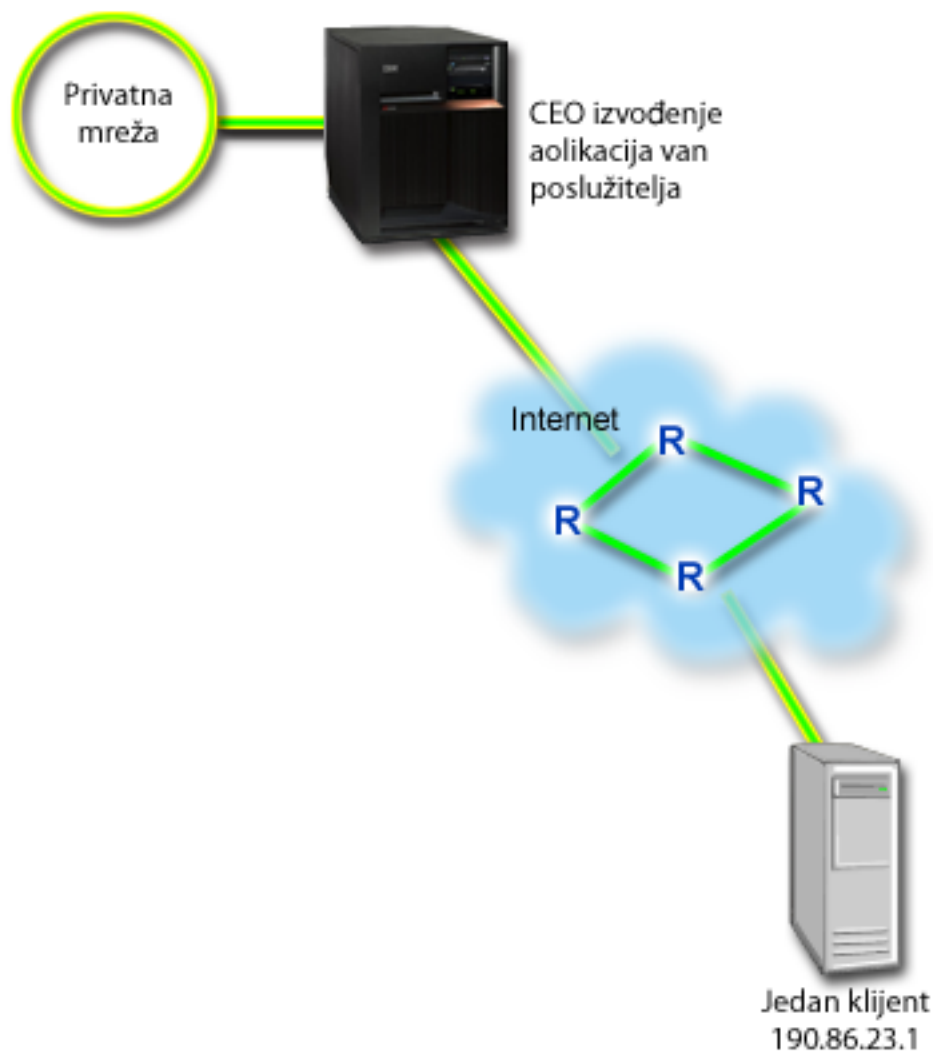 Privatna
mreža
CEO izvođenje
aolikacija van
poslužitelja
Internet
R
R
R
R
Jedan klijent
190.86.23.1